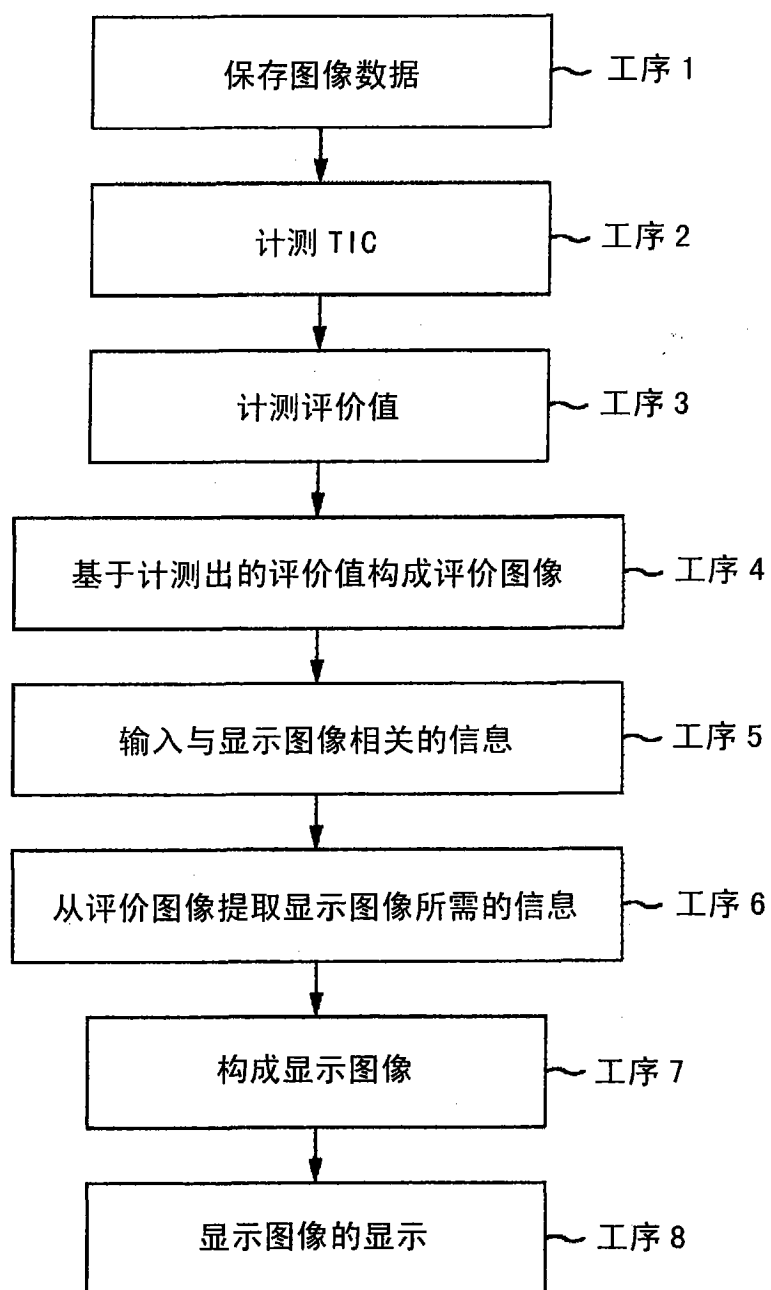 保存图像数据
工序1
计测TIC
工序2
计测评价值
工序3
基于计测出的评价值构成评价图像
工序4
输入与显示图像相关的信息
工序5
从评价图像提取显示图像所需的信息
工序6
构成显示图像
工序7
显示图像的显示
工序8